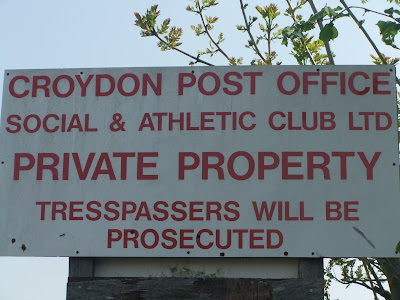 CROYDON POST OFFICE
SOCIAL & ATHLETIC CLUB LTD
PRIVATE PROPERTY
TRESSPASSERS WILL BE
PROSECUTED